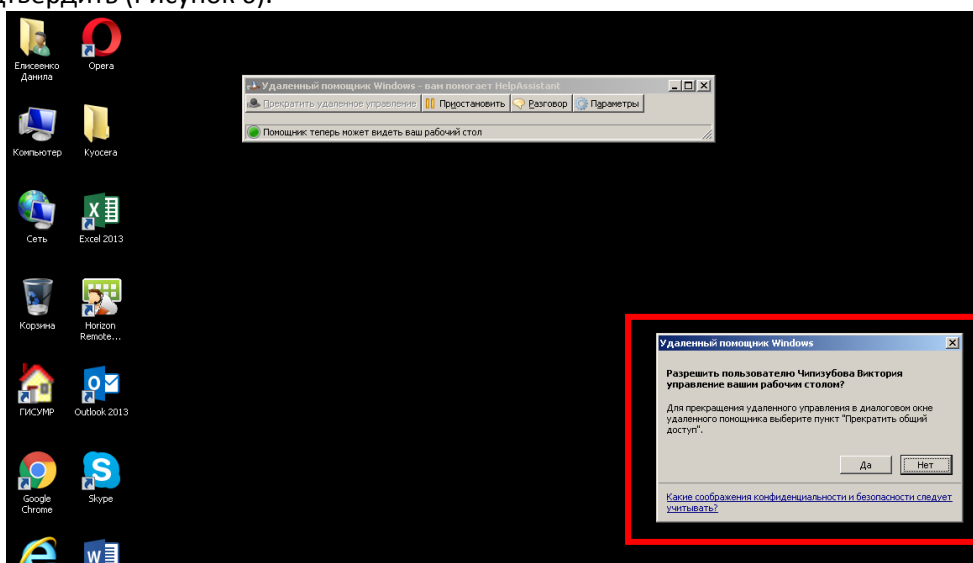 твердить (Рисунок 6).
Елисеенко
Данила
Opera
Удаленный помощник Windows - вам помогает HelpAssistant
Прекратить удаленное управление Приостановить Разговор Параметры
Помощник теперь может видеть ваш рабочий стол
Компьютер
Kyocera
Сеть
Excel 2013
Корзина
Horizon
Remote...
ГИСУМР
Outlook 2013
Google
Chrome
Skype
Удаленный помощник Windows
Разрешить пользователю Чипизубова Виктория
управление вашим рабочим столом?
Для прекращения удаленного управления в диалоговом окне
удаленного помощника выберите пункт "Прекратить общий
доступ".
Да Нет
Какие соображения конфиденциальности и безопасности следует
учитывать?